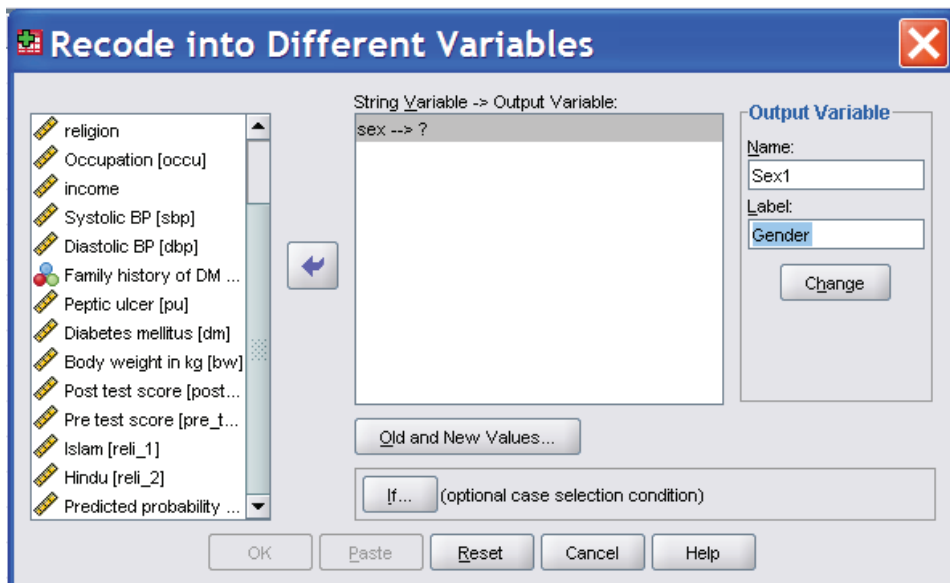 Recode into Different Variables
religion
Occupation [occu]
income
Systolic BP [sbp]
Diastolic BP [dbp]
Family history of DM ...
Peptic ulcer [pu]
Diabetes mellitus [dm]
Body weight in kg [bw]
Post test score [post...
Pre test score [pre_t...
Islam [reli_1]
Hindu [reli_2]
Predicted probability ...
String Variable -> Output Variable:
sex --> ?
Old and New Values...
If... (optional case selection condition)
Output Variable
Name:
Sex1
Label:
Gender
Change
OK Paste Reset Cancel Help